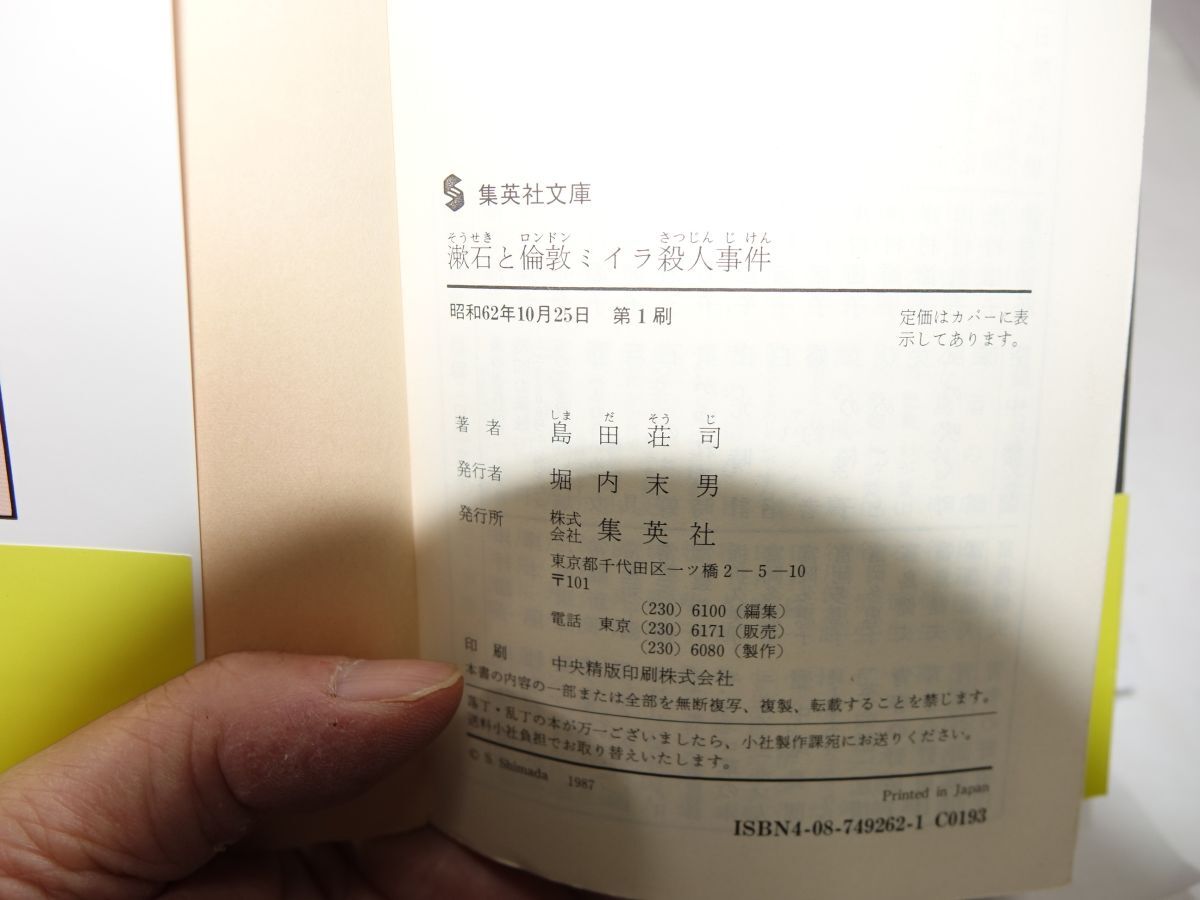 集英社文庫
そうせき ロンドン さつじん じ けん
漱石と倫敦ミイラ殺人事件
昭和62年10月25日 第1刷
定価はカバーに表
示してあります。
しま だ そう じ
著者 島田荘司
発行者 堀内末男
発行所 株式会社 集英社
東京都千代田区一ッ橋2-5-10
〒101
(230) 6100 (編集)
電話 東京 (230) 6171 (販売)
(230) 6080 (製作)
印刷 中央精版印刷株式会社
本書の内容の一部または全部を無断複写、複製、転載することを禁じます。
落丁・乱丁の本が万一ございましたら、小社製作課宛にお送りください。
送料小社負担でお取り替えいたします。
© S Shimada 1987
Printed in Japan
ISBN4-08-749262-1 C0193